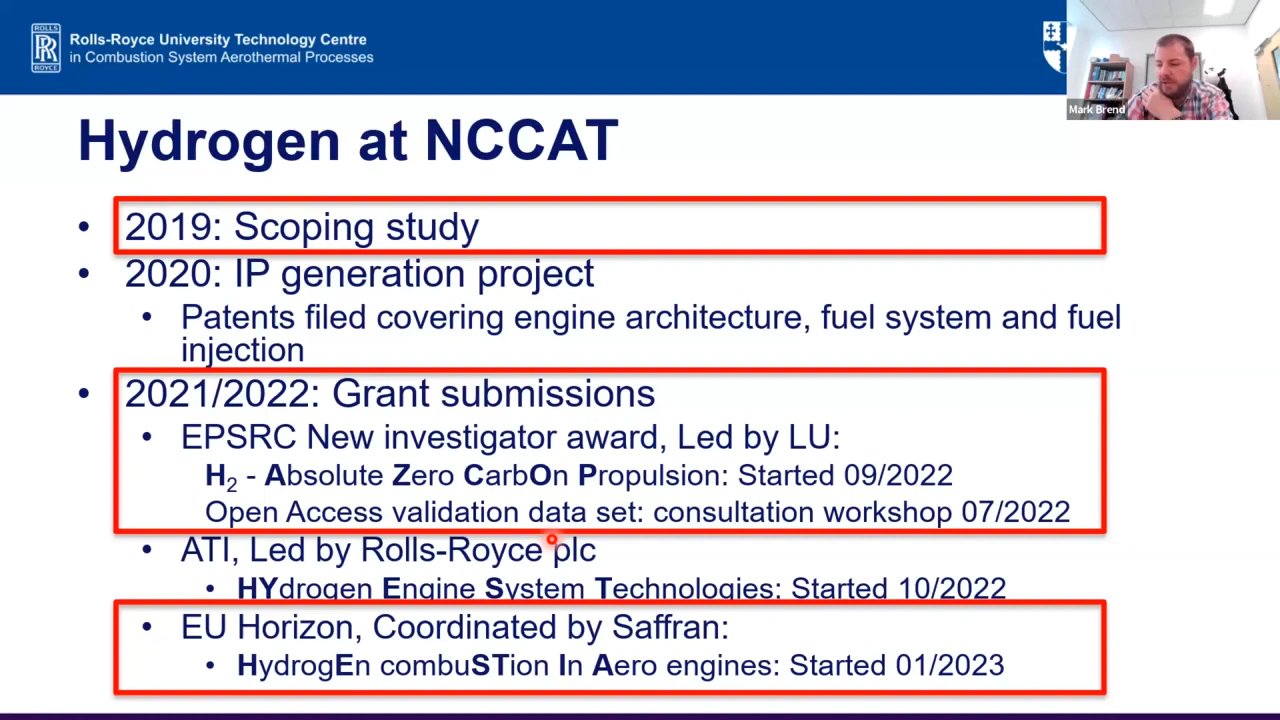 ROLLS
RR
ROYCE
Rolls-Royce University Technology Centre
in Combustion System Aerothermal Processes
Mark Brend
Hydrogen at NCCAT
• 2019: Scoping study
• 2020: IP generation project
• Patents filed covering engine architecture, fuel system and fuel
injection
• 2021/2022: Grant submissions
• EPSRC New investigator award, Led by LU:
H₂ - Absolute Zero CarbOn Propulsion: Started 09/2022
Open Access validation data set: consultation workshop 07/2022
• ATI, Led by Rolls-Royce plc
• HYdrogen Engine System Technologies: Started 10/2022
• EU Horizon, Coordinated by Saffran:
• HydrogEn combuSTion In Aero engines: Started 01/2023